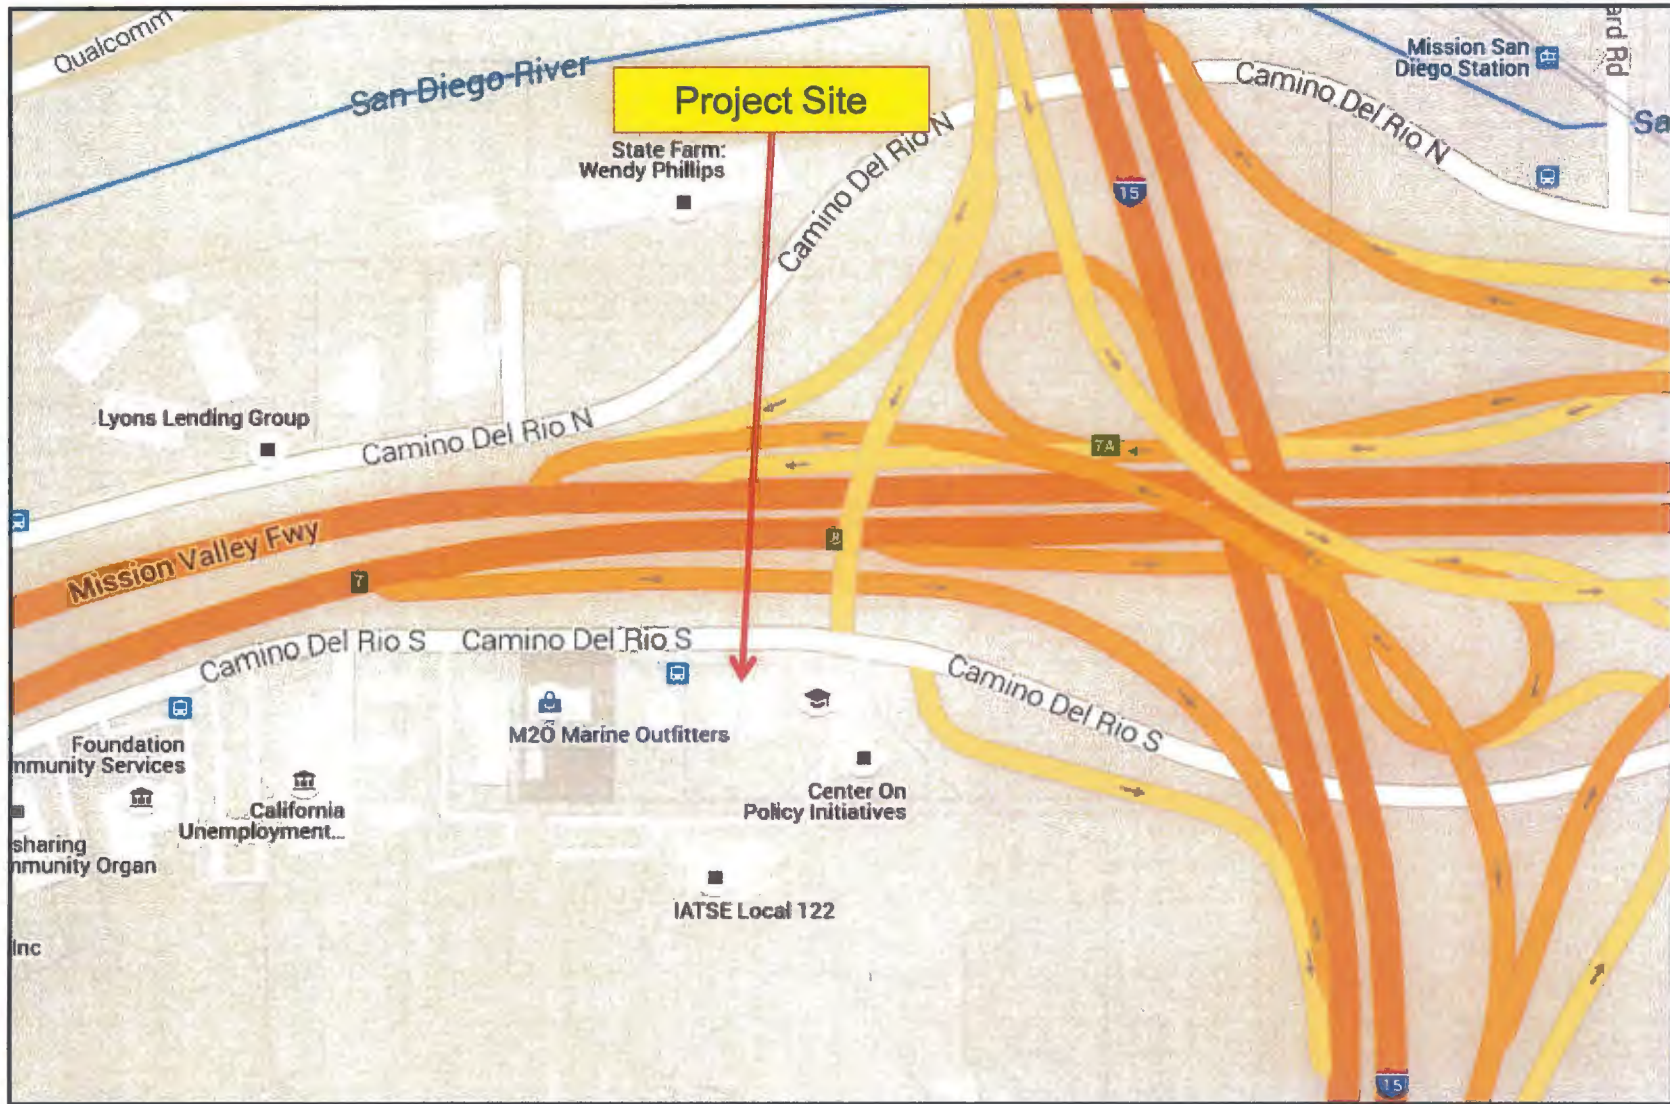 Qualcomm
San Diego River
Project Site
State Farm:
Wendy Phillips
Camino Del Rio N
Camino Del Rio N
Mission San
Diego Station
ard Rd
Sa
15
Lyons Lending Group
Camino Del Rio N
7A
Mission Valley Fwy
7
8
Camino Del Rio S
Camino Del Rio S
Camino Del Rio S
M2O Marine Outfitters
Foundation
mmunity Services
California
Unemployment...
Center On
Policy Initiatives
sharing
mmunity Organ
IATSE Local 122
Inc
15